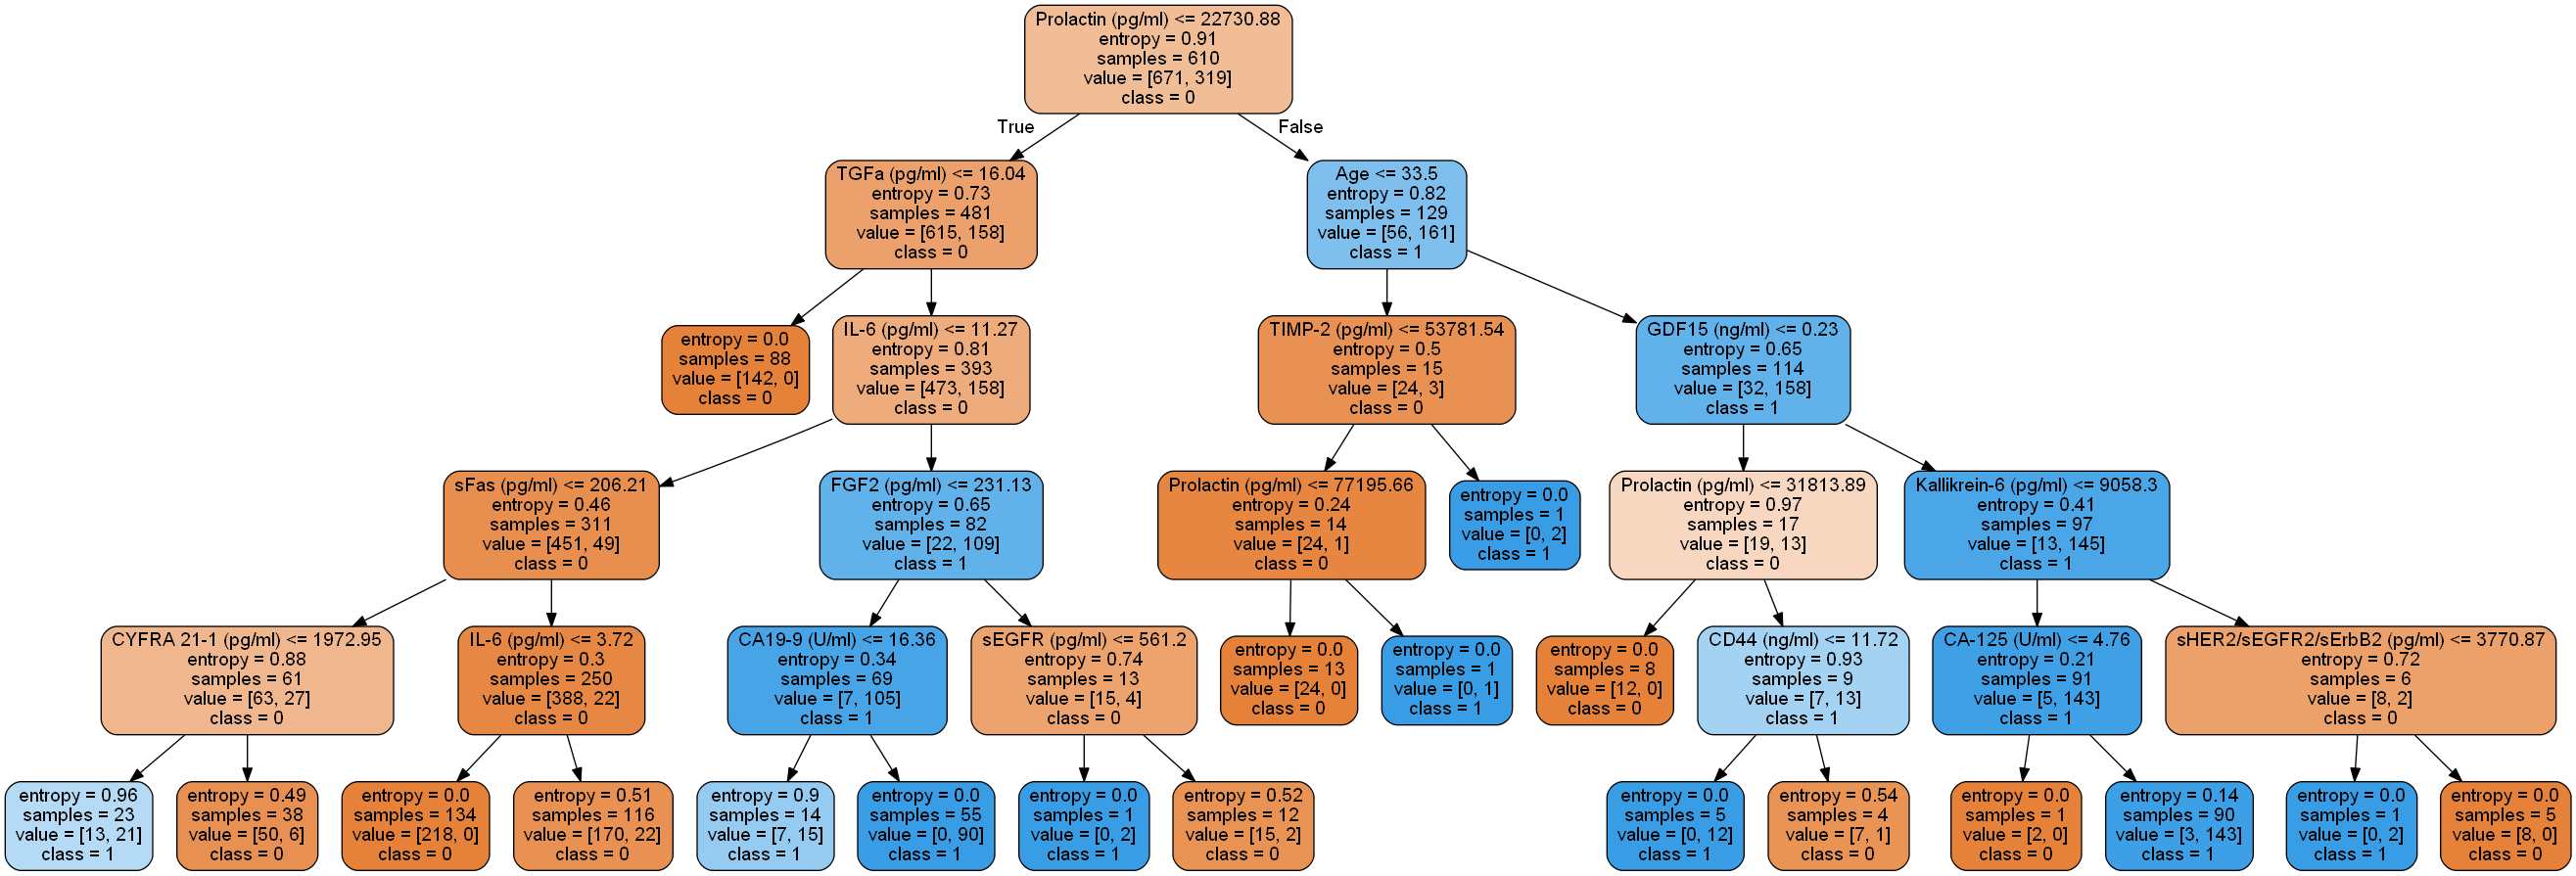 Prolactin (pg/ml) <= 22730.88
entropy = 0.91
samples = 610
value = [671, 319]
class = 0
True
False
TGFa (pg/ml) <= 16.04
entropy = 0.73
samples = 481
value = [615, 158]
class = 0
Age <= 33.5
entropy = 0.82
samples = 129
value = [56, 161]
class = 1
entropy = 0.0
samples = 88
value = [142, 0]
class = 0
IL-6 (pg/ml) <= 11.27
entropy = 0.81
samples = 393
value = [473, 158]
class = 0
TIMP-2 (pg/ml) <= 53781.54
entropy = 0.5
samples = 15
value = [24, 3]
class = 0
GDF15 (ng/ml) <= 0.23
entropy = 0.65
samples = 114
value = [32, 158]
class = 1
sFas (pg/ml) <= 206.21
entropy = 0.46
samples = 311
value = [451, 49]
class = 0
FGF2 (pg/ml) <= 231.13
entropy = 0.65
samples = 82
value = [22, 109]
class = 1
Prolactin (pg/ml) <= 77195.66
entropy = 0.24
samples = 14
value = [24, 1]
class = 0
entropy = 0.0
samples = 1
value = [0, 2]
class = 1
Prolactin (pg/ml) <= 31813.89
entropy = 0.97
samples = 17
value = [19, 13]
class = 0
Kallikrein-6 (pg/ml) <= 9058.3
entropy = 0.41
samples = 97
value = [13, 145]
class = 1
CYFRA 21-1 (pg/ml) <= 1972.95
entropy = 0.88
samples = 61
value = [63, 27]
class = 0
IL-6 (pg/ml) <= 3.72
entropy = 0.3
samples = 250
value = [388, 22]
class = 0
CA19-9 (U/ml) <= 16.36
entropy = 0.34
samples = 69
value = [7, 105]
class = 1
sEGFR (pg/ml) <= 561.2
entropy = 0.74
samples = 13
value = [15, 4]
class = 0
entropy = 0.0
samples = 13
value = [24, 0]
class = 0
entropy = 0.0
samples = 1
value = [0, 1]
class = 1
entropy = 0.0
samples = 8
value = [12, 0]
class = 0
CD44 (ng/ml) <= 11.72
entropy = 0.93
samples = 9
value = [7, 13]
class = 1
CA-125 (U/ml) <= 4.76
entropy = 0.21
samples = 91
value = [5, 143]
class = 1
sHER2/sEGFR2/sErbB2 (pg/ml) <= 3770.87
entropy = 0.72
samples = 6
value = [8, 2]
class = 0
entropy = 0.96
samples = 23
value = [13, 21]
class = 1
entropy = 0.49
samples = 38
value = [50, 6]
class = 0
entropy = 0.0
samples = 134
value = [218, 0]
class = 0
entropy = 0.51
samples = 116
value = [170, 22]
class = 0
entropy = 0.9
samples = 14
value = [7, 15]
class = 1
entropy = 0.0
samples = 55
value = [0, 90]
class = 1
entropy = 0.0
samples = 1
value = [0, 2]
class = 1
entropy = 0.52
samples = 12
value = [15, 2]
class = 0
entropy = 0.0
samples = 5
value = [0, 12]
class = 1
entropy = 0.54
samples = 4
value = [7, 1]
class = 0
entropy = 0.0
samples = 1
value = [2, 0]
class = 0
entropy = 0.14
samples = 90
value = [3, 143]
class = 1
entropy = 0.0
samples = 1
value = [0, 2]
class = 1
entropy = 0.0
samples = 5
value = [8, 0]
class = 0